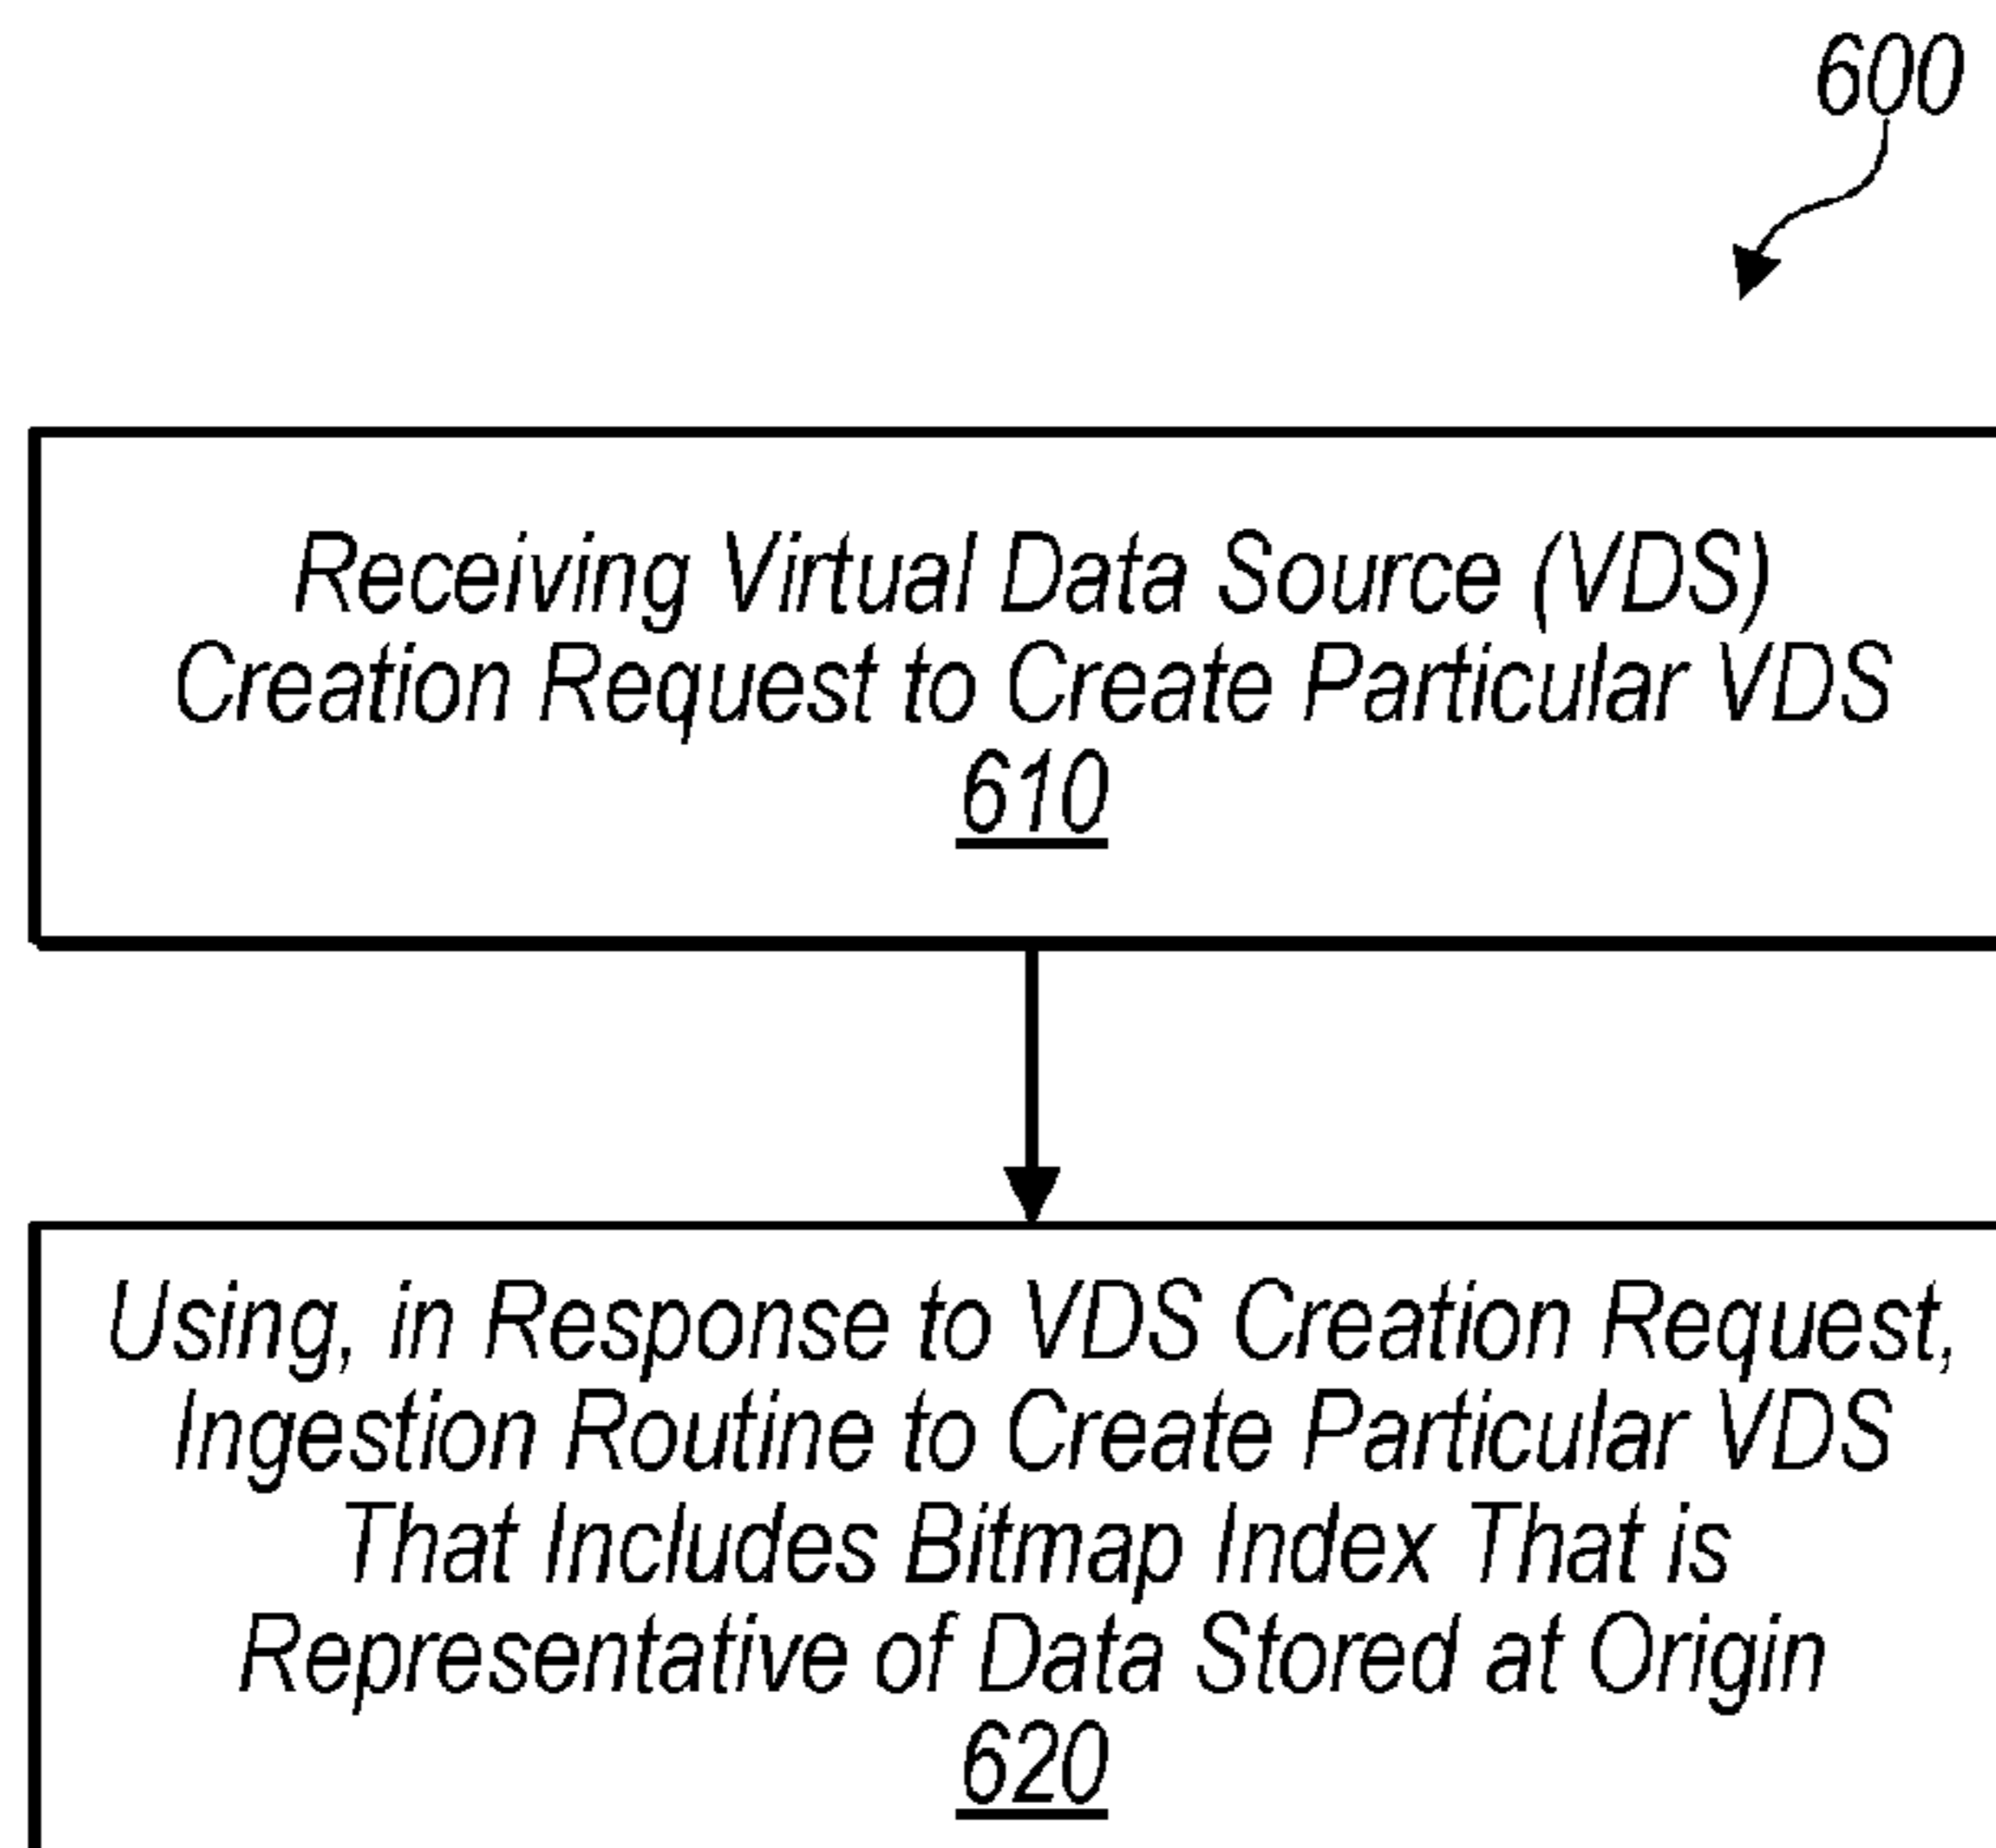 600
Receiving Virtual Data Source (VDS)
Creation Request to Create Particular VDS
610
Using, in Response to VDS Creation Request,
Ingestion Routine to Create Particular VDS
That Includes Bitmap Index That is
Representative of Data Stored at Origin
620